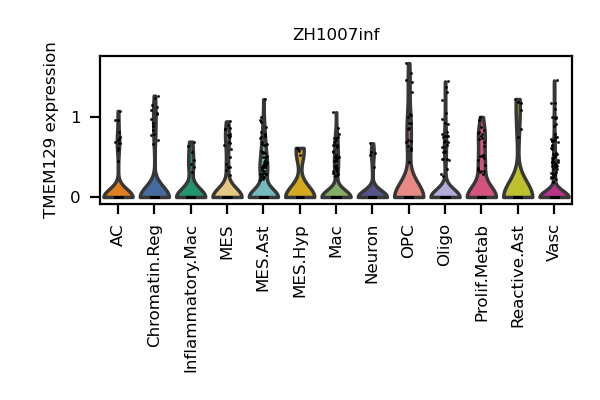 ZH1007inf
TMEM129 expression
1
0
AC
Chromatin.Reg
Inflammatory.Mac
MES
MES.Ast
MES.Hyp
Mac
Neuron
OPC
Oligo
Prolif.Metab
Reactive.Ast
Vasc